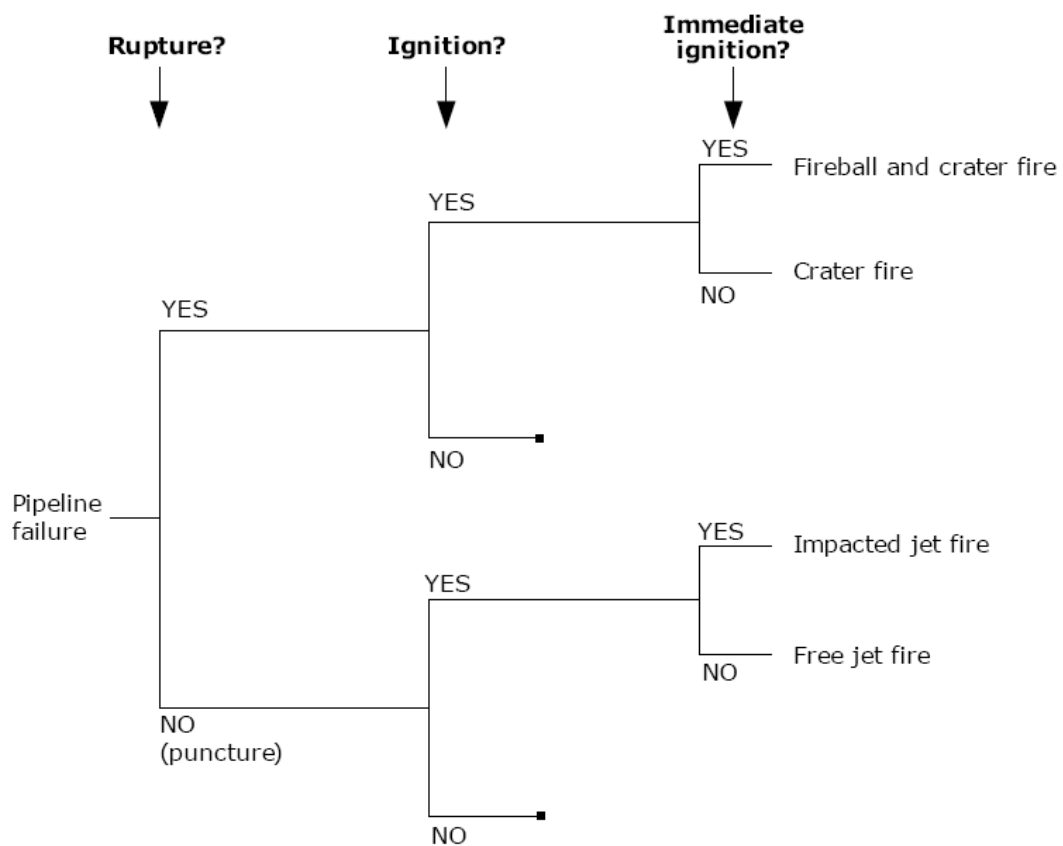 Rupture?
Ignition?
Immediate
ignition?
YES
Fireball and crater fire
YES
Crater fire
NO
YES
NO
Pipeline
failure
YES
Impacted jet fire
YES
Free jet fire
NO
NO
(puncture)
NO